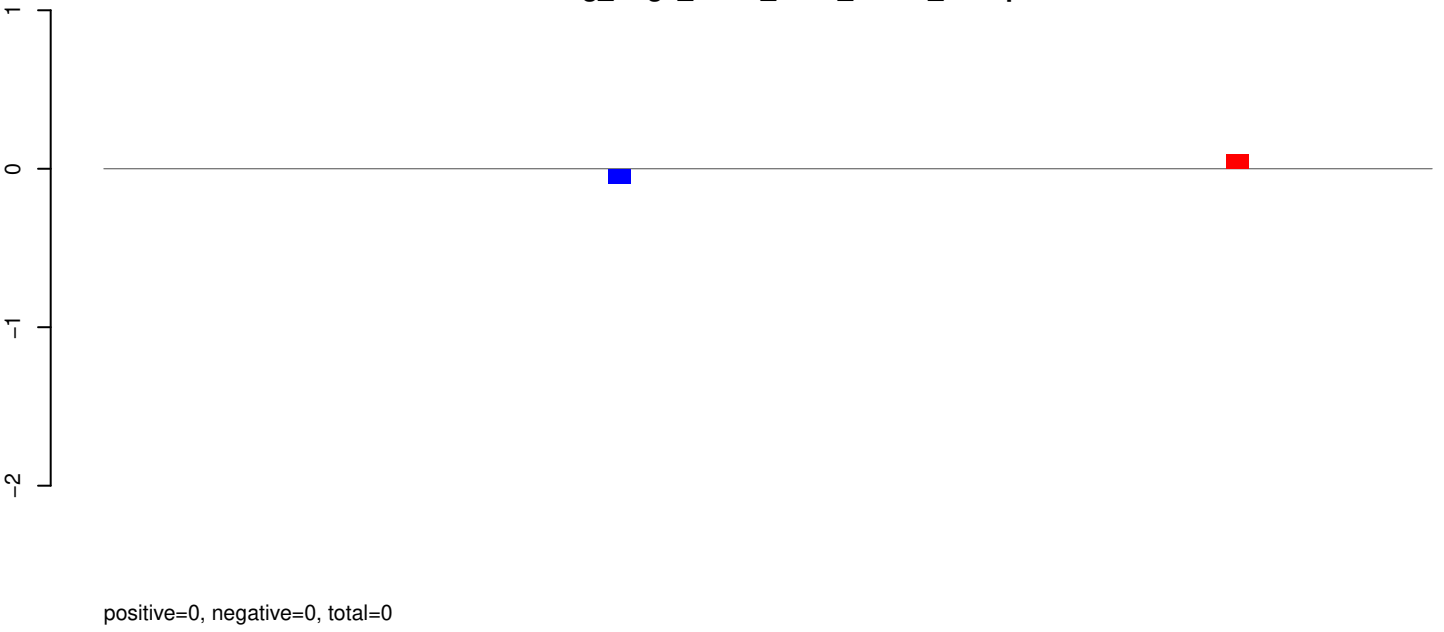 1
0
−1
−2
positive=0, negative=0, total=0